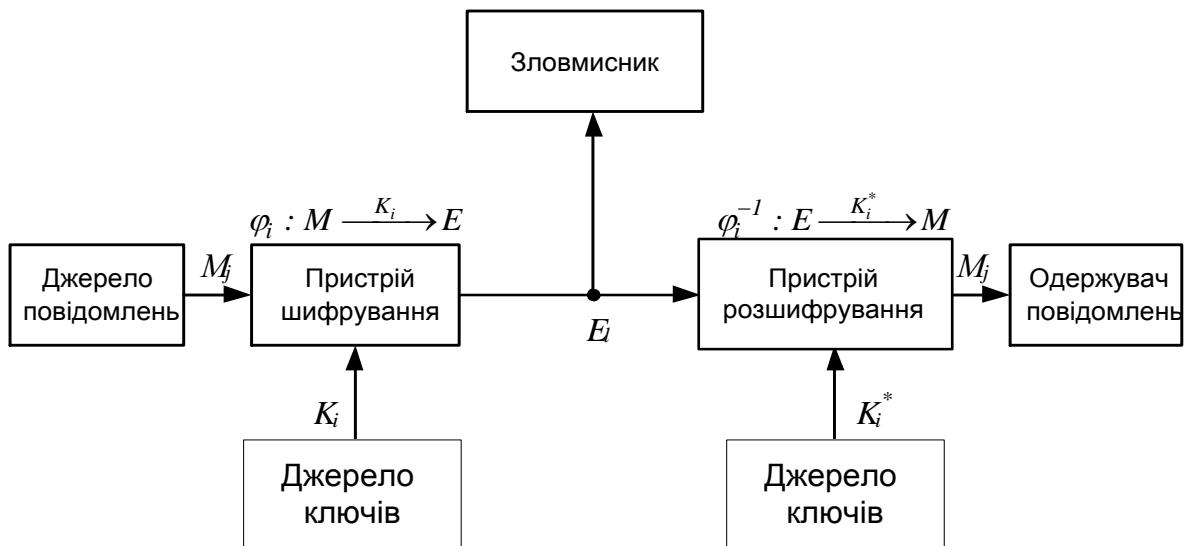 Зловмисник
φi : M Ki→ E
φi⁻¹ : E Ki*→ M
Джерело
повідомлень
Mj
Пристрій
шифрування
El
Пристрій
розшифрування
Mj
Одержувач
повідомлень
Ki
Ki*
Джерело
ключів
Джерело
ключів